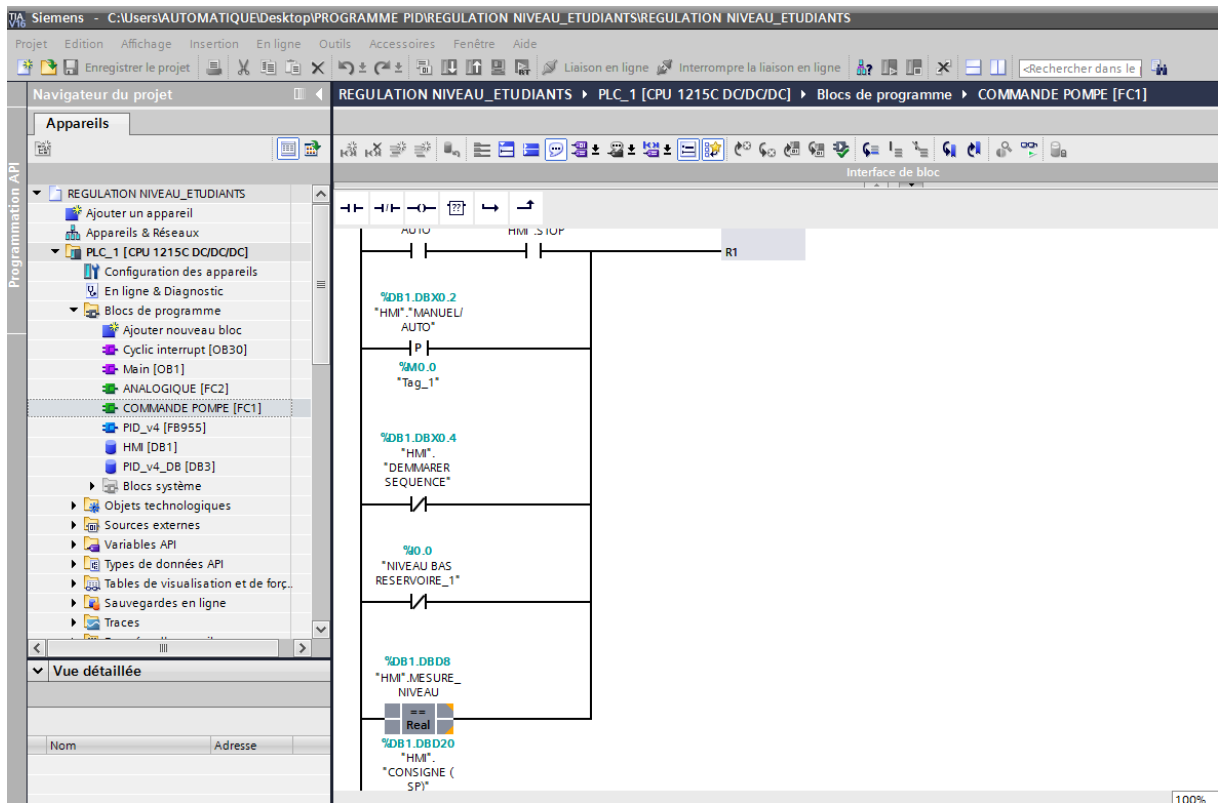 Siemens - C:\Users\AUTOMATIQUE\Desktop\PROGRAMME PID\REGULATION NIVEAU_ETUDIANTS\REGULATION NIVEAU_ETUDIANTS
Projet Edition Affichage Insertion En ligne Outils Accessoires Fenêtre Aide
Enregistrer le projet Liaison en ligne Interrompre la liaison en ligne <Rechercher dans le
Navigateur du projet
REGULATION NIVEAU_ETUDIANTS PLC_1 [CPU 1215C DC/DC/DC] Blocs de programme COMMANDE POMPE [FC1]
Appareils
Programmation API
Interface de bloc
REGULATION NIVEAU_ETUDIANTS
Ajouter un appareil
Appareils & Réseaux
PLC_1 [CPU 1215C DC/DC/DC]
Configuration des appareils
En ligne & Diagnostic
Blocs de programme
Ajouter nouveau bloc
Cyclic interrupt [OB30]
Main [OB1]
ANALOGIQUE [FC2]
COMMANDE POMPE [FC1]
PID_v4 [FB955]
HMI [DB1]
PID_v4_DB [DB3]
Blocs système
Objets technologiques
Sources externes
Variables API
Types de données API
Tables de visualisation et de forç..
Sauvegardes en ligne
Traces
Vue détaillée
Nom Adresse
??
AUTO" HMI".STOP
R1
%DB1.DBX0.2
"HMI"."MANUEL/
AUTO"
P
%M0.0
"Tag_1"
%DB1.DBX0.4
"HMI".
"DEMMARER
SEQUENCE"
%I0.0
"NIVEAU BAS
RESERVOIRE_1"
%DB1.DBD8
"HMI".MESURE_
NIVEAU
==
Real
%DB1.DBD20
"HMI".
"CONSIGNE (
SP)"
100%